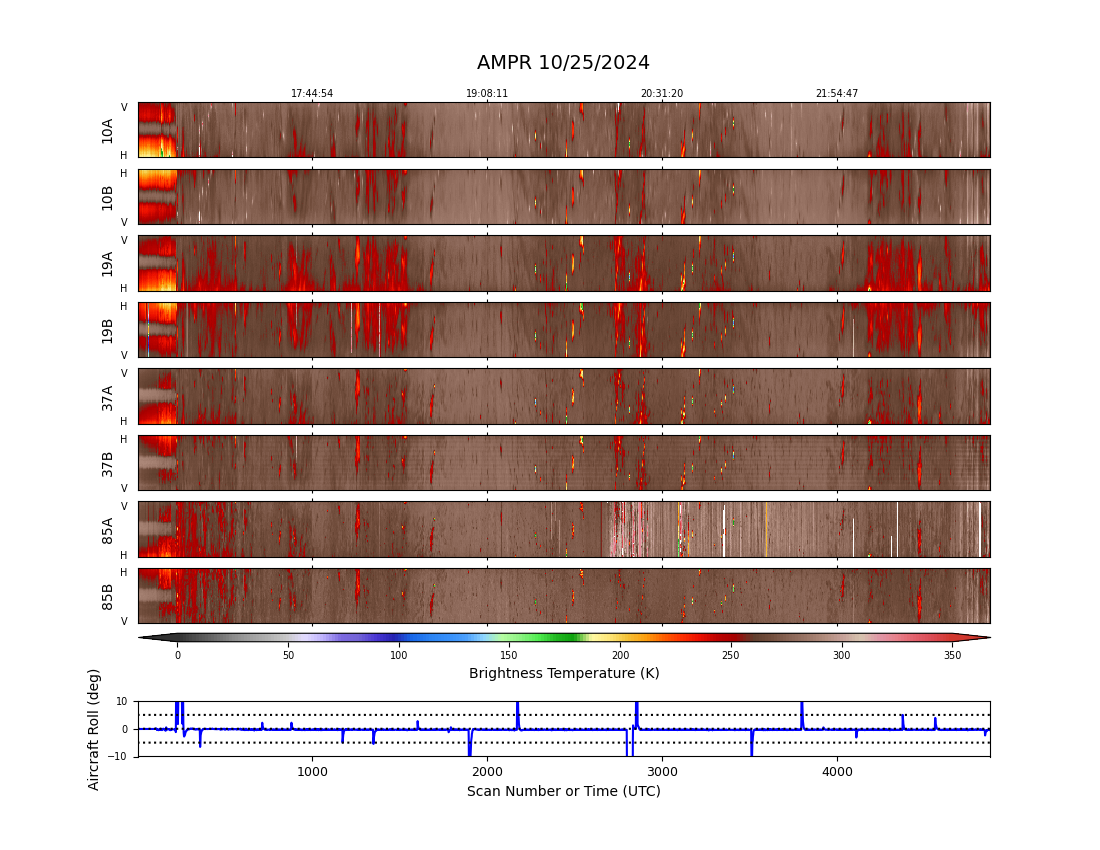 AMPR 10/25/2024
17:44:54 19:08:11 20:31:20 21:54:47
10A V H
10B H V
19A V H
19B H V
37A V H
37B H V
85A V H
85B H V
0 50 100 150 200 250 300 350
Brightness Temperature (K)
Aircraft Roll (deg)
10
0
−10
1000 2000 3000 4000
Scan Number or Time (UTC)